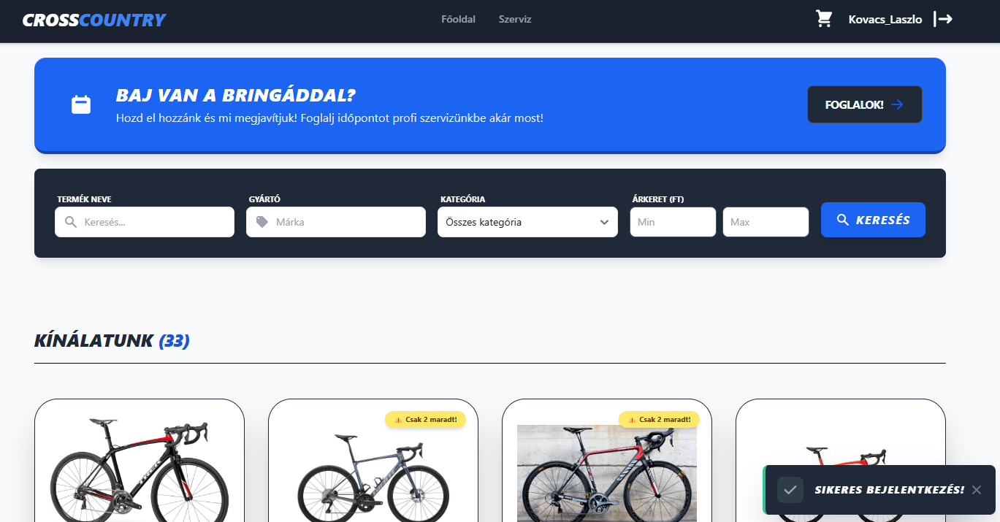 CROSSCOUNTRY
Főoldal
Szerviz
Kovacs_Laszlo
BAJ VAN A BRINGÁDDAL?
Hozd el hozzánk és mi megjavítjuk! Foglalj időpontot profi szervizünkbe akár most!
FOGLALOK!
TERMÉK NEVE
GYÁRTÓ
KATEGÓRIA
ÁRKERET (FT)
Keresés...
Márka
Összes kategória
Min
Max
KERESÉS
KÍNÁLATUNK (33)
Csak 2 maradt!
Csak 2 maradt!
TREK
SIKERES BEJELENTKEZÉS!